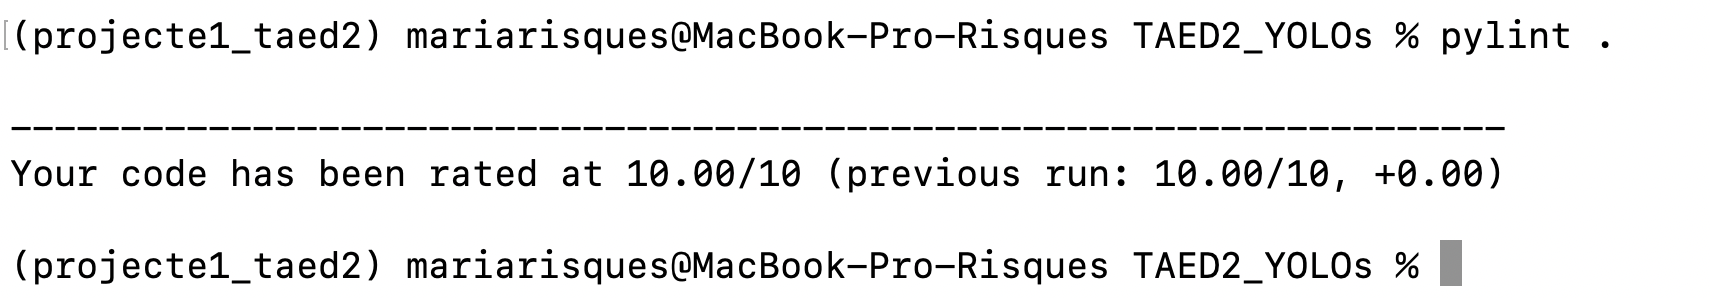 [(projecte1_taed2) mariarisques@MacBook-Pro-Risques TAED2_YOLOs % pylint .
--------------------------------------------------------------------
Your code has been rated at 10.00/10 (previous run: 10.00/10, +0.00)
(projecte1_taed2) mariarisques@MacBook-Pro-Risques TAED2_YOLOs %